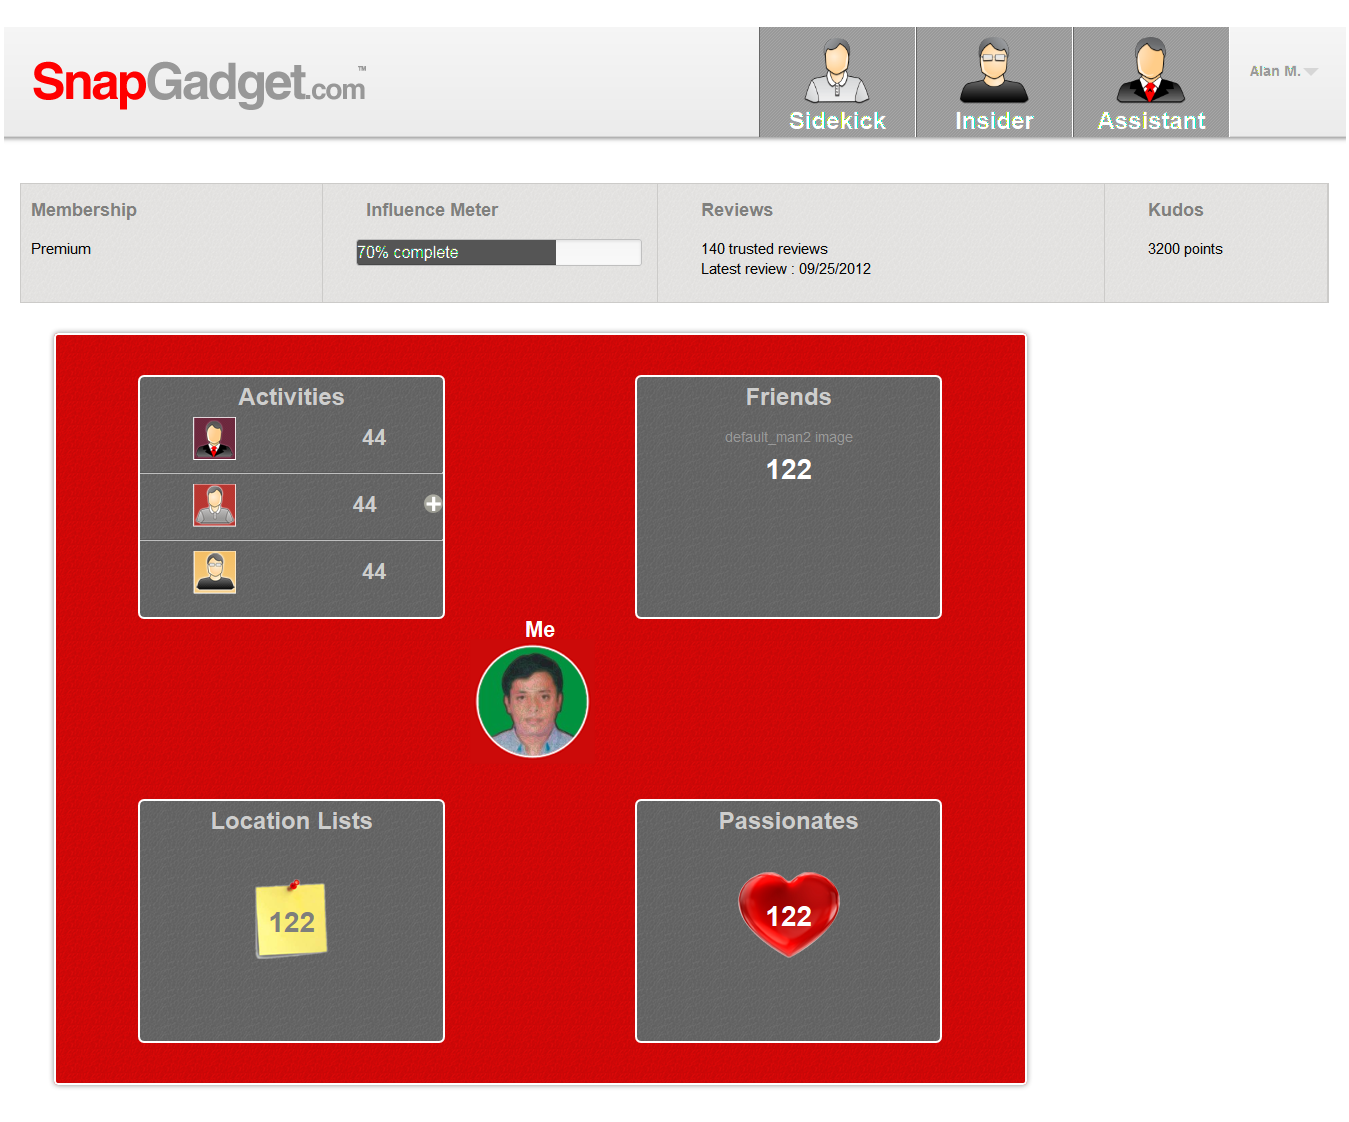 SnapGadget.com™
Sidekick
Insider
Assistant
Alan M.
Membership
Premium
Influence Meter
70% complete
Reviews
140 trusted reviews
Latest review : 09/25/2012
Kudos
3200 points
Activities
44
44
44
Friends
default_man2 image
122
Me
Location Lists
122
Passionates
122